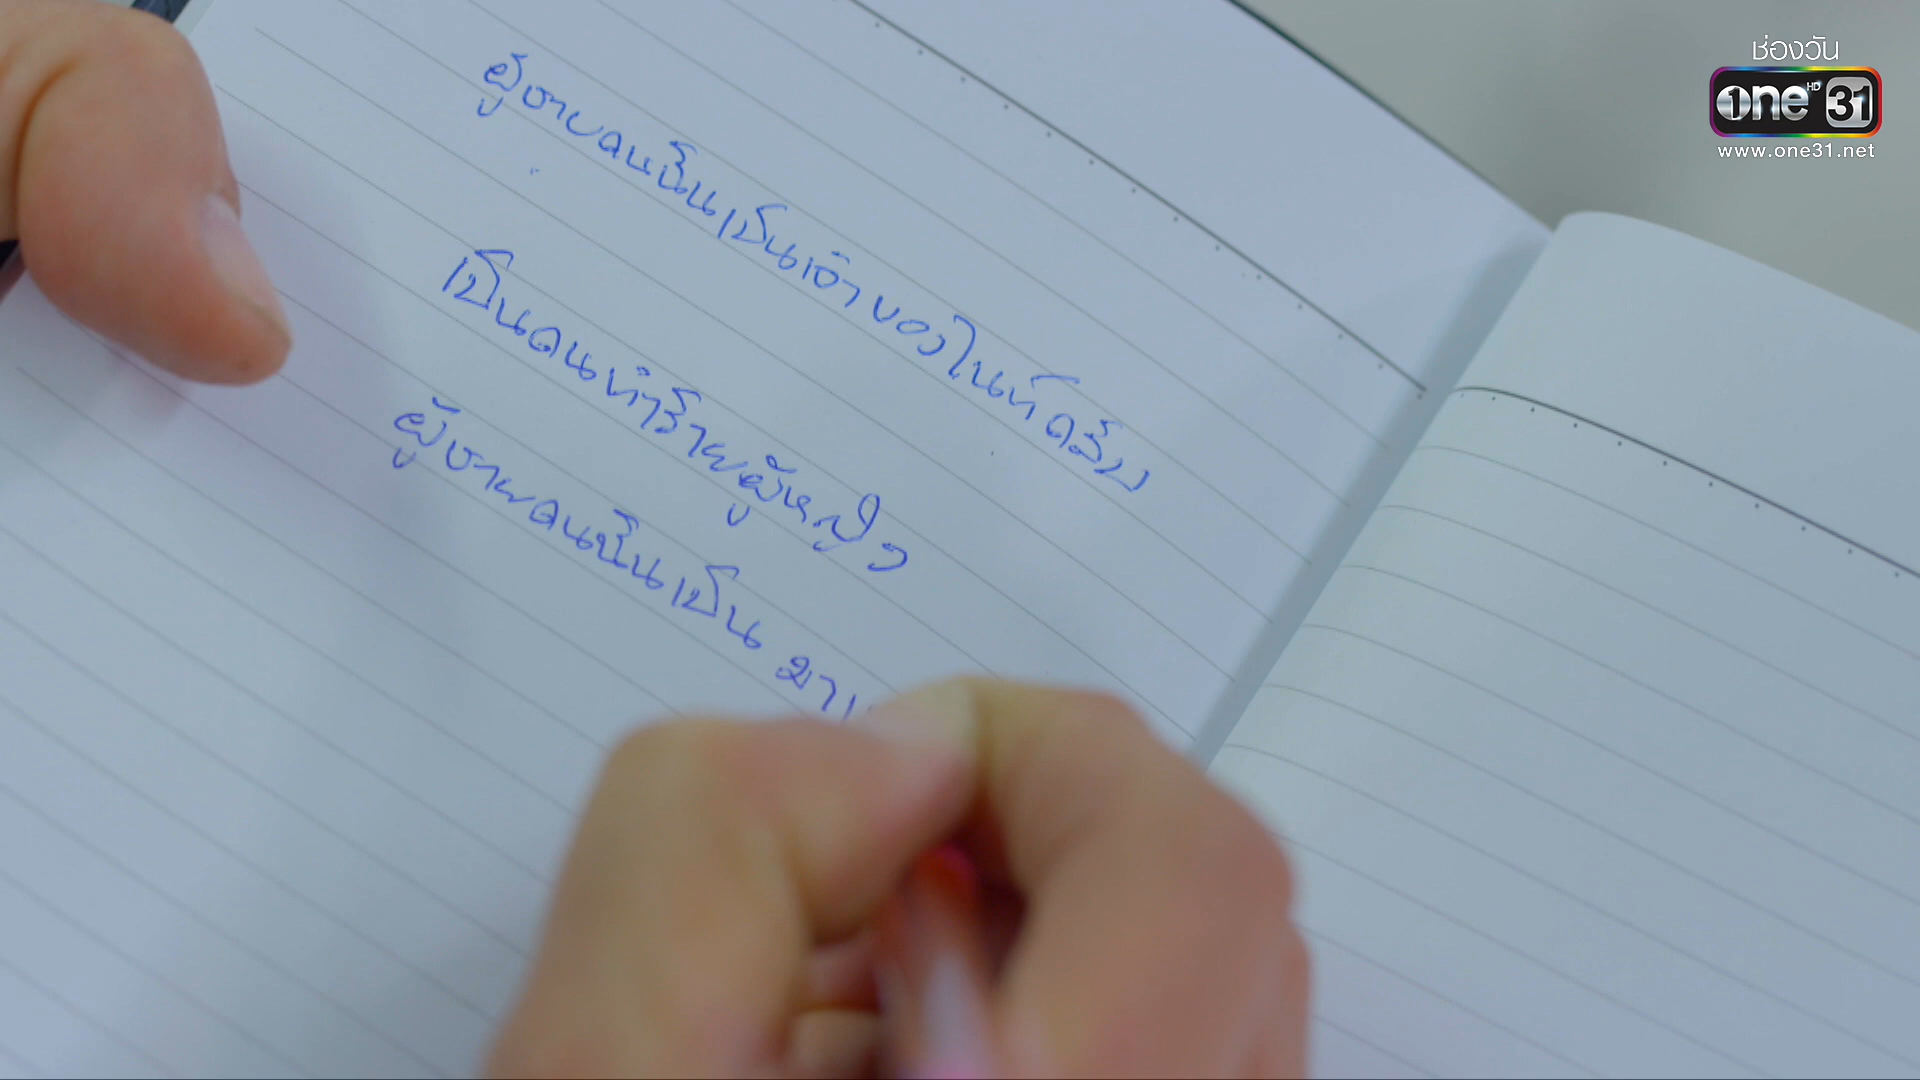 ช่องวัน
one HD 31
www.one31.net
ผู้ชายคนนั้นเป็นเจ้าของไนท์คลับ
เป็นคนทำร้ายผู้หญิง
ผู้ชายคนนั้นเป็น